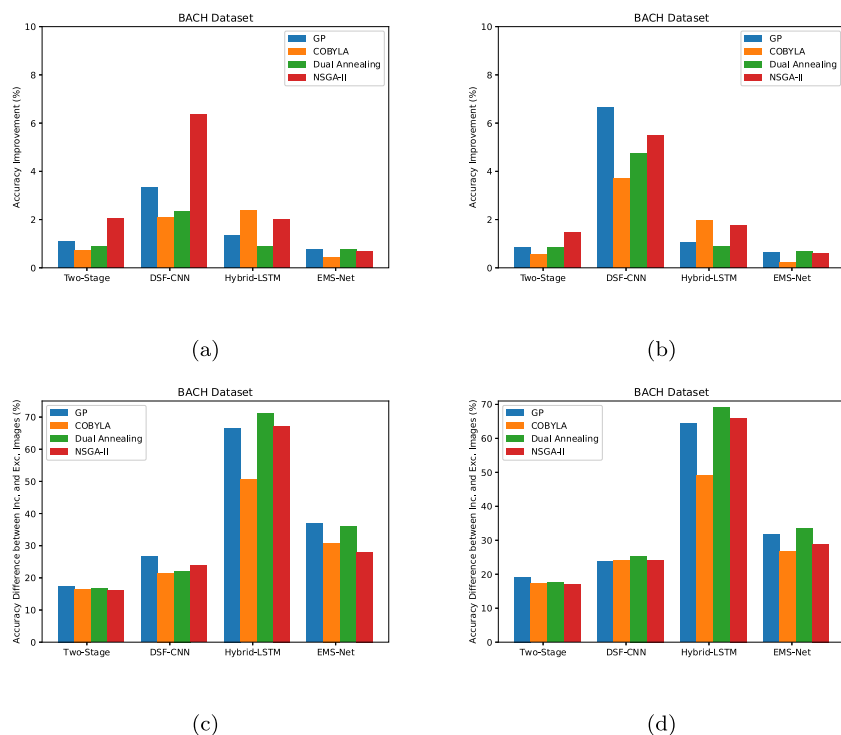 BACH Dataset
Accuracy Improvement (%)
10
8
6
4
2
0
GP
COBYLA
Dual Annealing
NSGA-II
Two-Stage DSF-CNN Hybrid-LSTM EMS-Net
(a)
BACH Dataset
Accuracy Improvement (%)
10
8
6
4
2
0
GP
COBYLA
Dual Annealing
NSGA-II
Two-Stage DSF-CNN Hybrid-LSTM EMS-Net
(b)
BACH Dataset
Accuracy Difference between Inc. and Exc. Images (%)
70
60
50
40
30
20
10
0
GP
COBYLA
Dual Annealing
NSGA-II
Two-Stage DSF-CNN Hybrid-LSTM EMS-Net
(c)
BACH Dataset
Accuracy Difference between Inc. and Exc. Images (%)
70
60
50
40
30
20
10
0
GP
COBYLA
Dual Annealing
NSGA-II
Two-Stage DSF-CNN Hybrid-LSTM EMS-Net
(d)